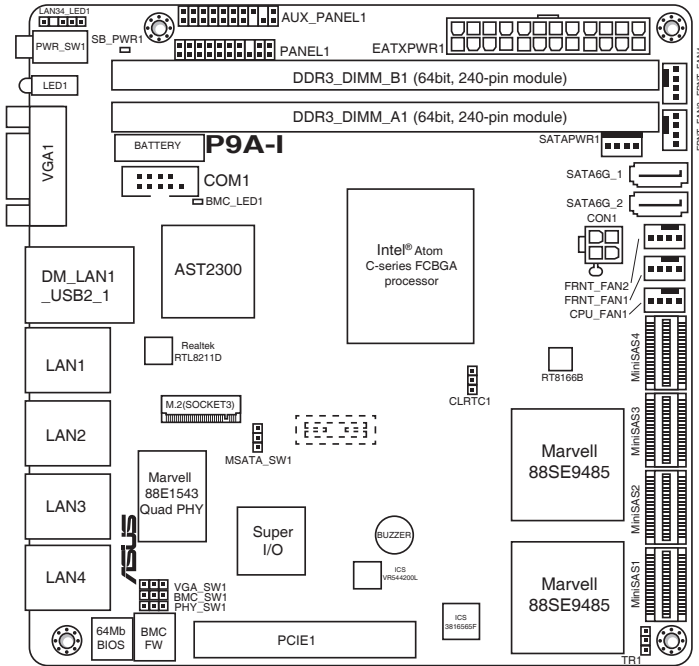 LAN34_LED1
AUX_PANEL1
PWR_SW1
SB_PWR1
PANEL1
EATXPWR1
LED1
DDR3_DIMM_B1 (64bit, 240-pin module)
DDR3_DIMM_A1 (64bit, 240-pin module)
FRNT_FAN4
FRNT_FAN3
VGA1
BATTERY
P9A-I
SATAPWR1
COM1
BMC_LED1
SATA6G_1
SATA6G_2
CON1
DM_LAN1
_USB2_1
AST2300
Intel® Atom
C-series FCBGA
processor
FRNT_FAN2
FRNT_FAN1
CPU_FAN1
LAN1
Realtek
RTL8211D
RT8166B
MiniSAS4
CLRTC1
M.2(SOCKET3)
LAN2
MSATA_SW1
Marvell
88SE9485
MiniSAS3
Marvell
88E1543
Quad PHY
LAN3
Super
I/O
BUZZER
MiniSAS2
ASUS
LAN4
ICS
VR544200L
Marvell
88SE9485
MiniSAS1
VGA_SW1
BMC_SW1
PHY_SW1
64Mb
BIOS
BMC
FW
PCIE1
ICS
3816565F
TR1